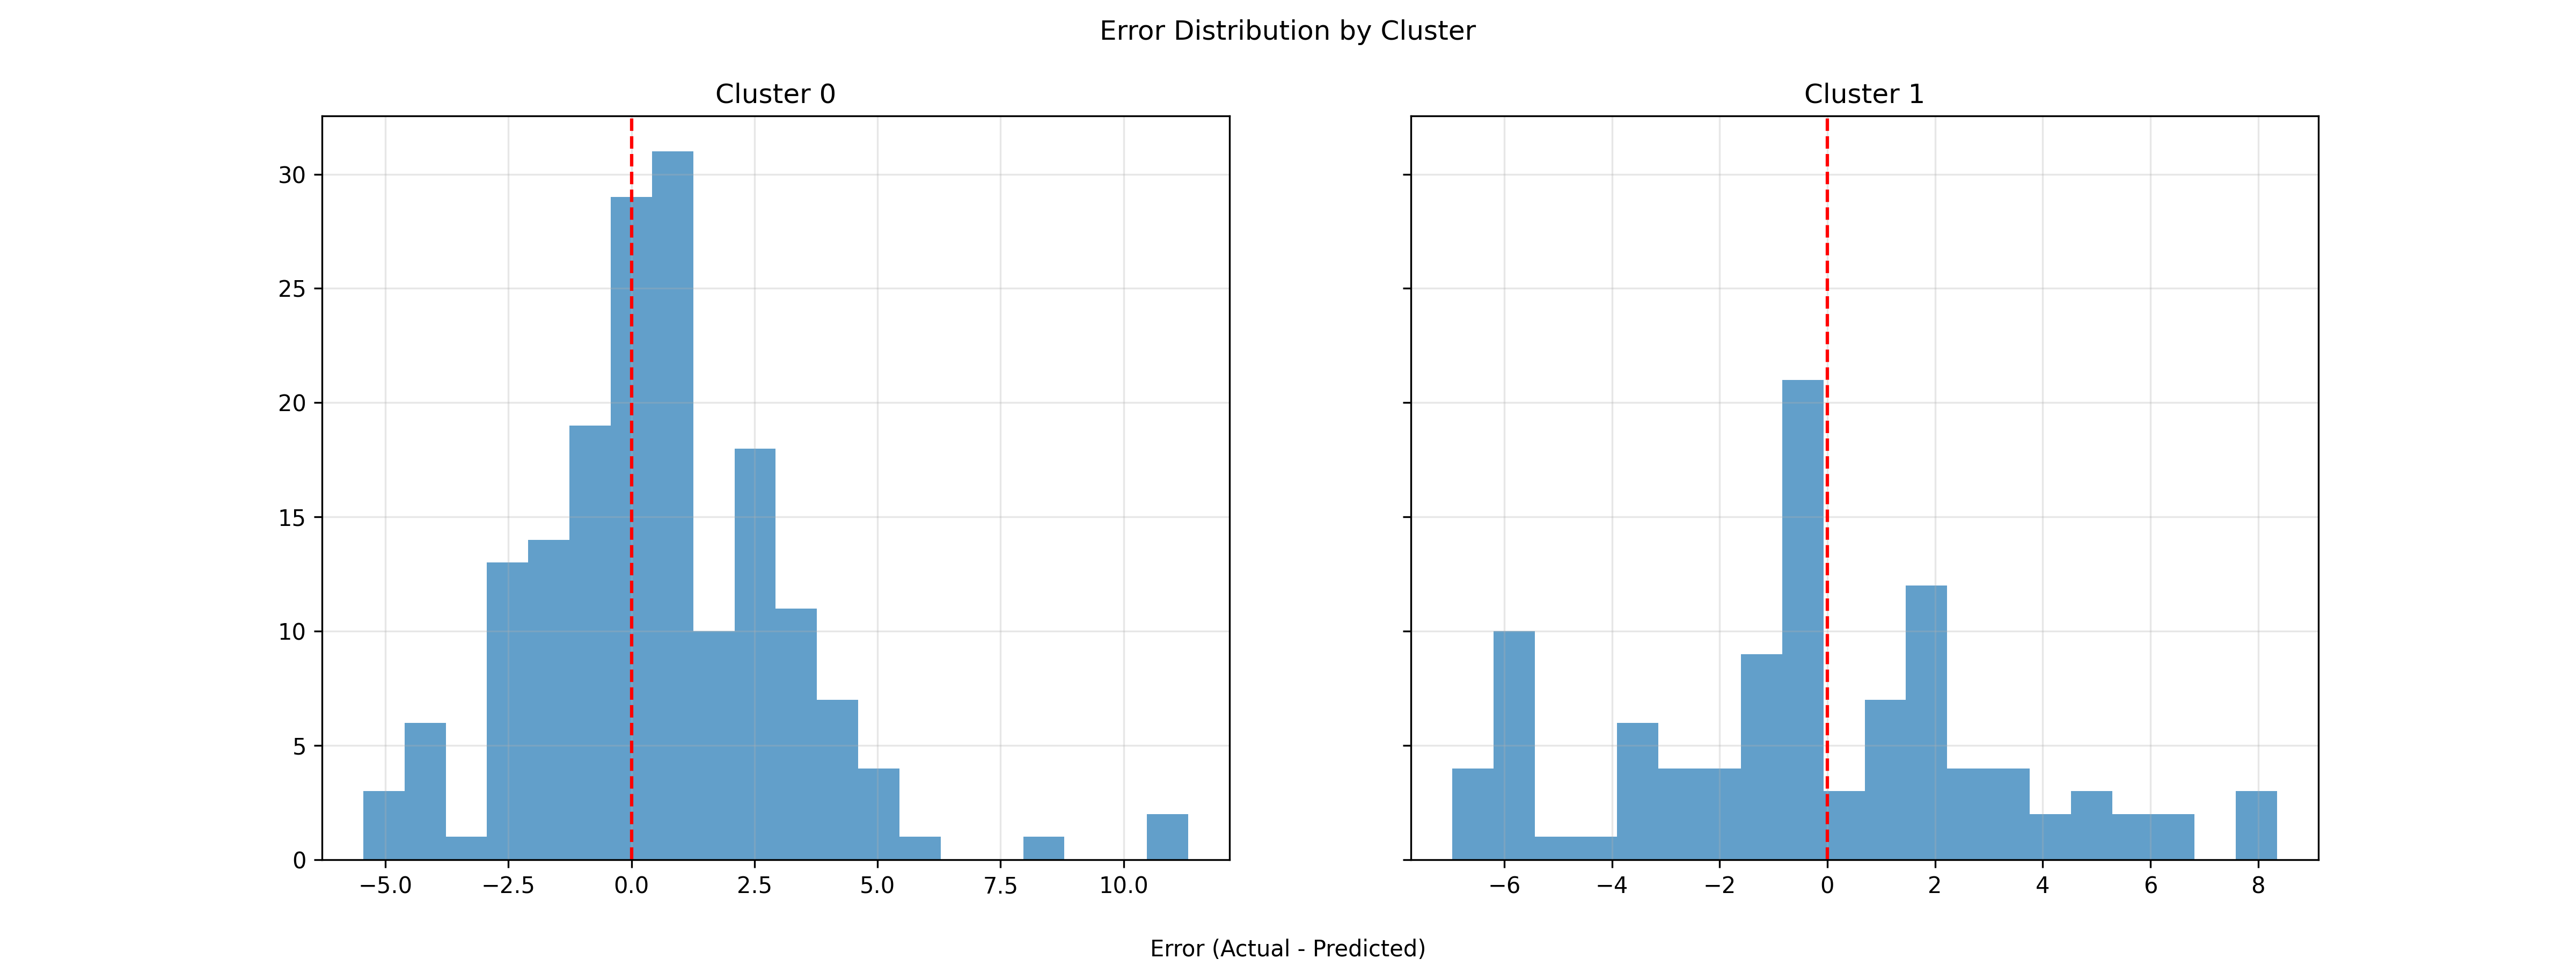 Error Distribution by Cluster
Cluster 0
30
25
20
15
10
5
0
−5.0 −2.5 0.0 2.5 5.0 7.5 10.0
Cluster 1
−6 −4 −2 0 2 4 6 8
Error (Actual - Predicted)